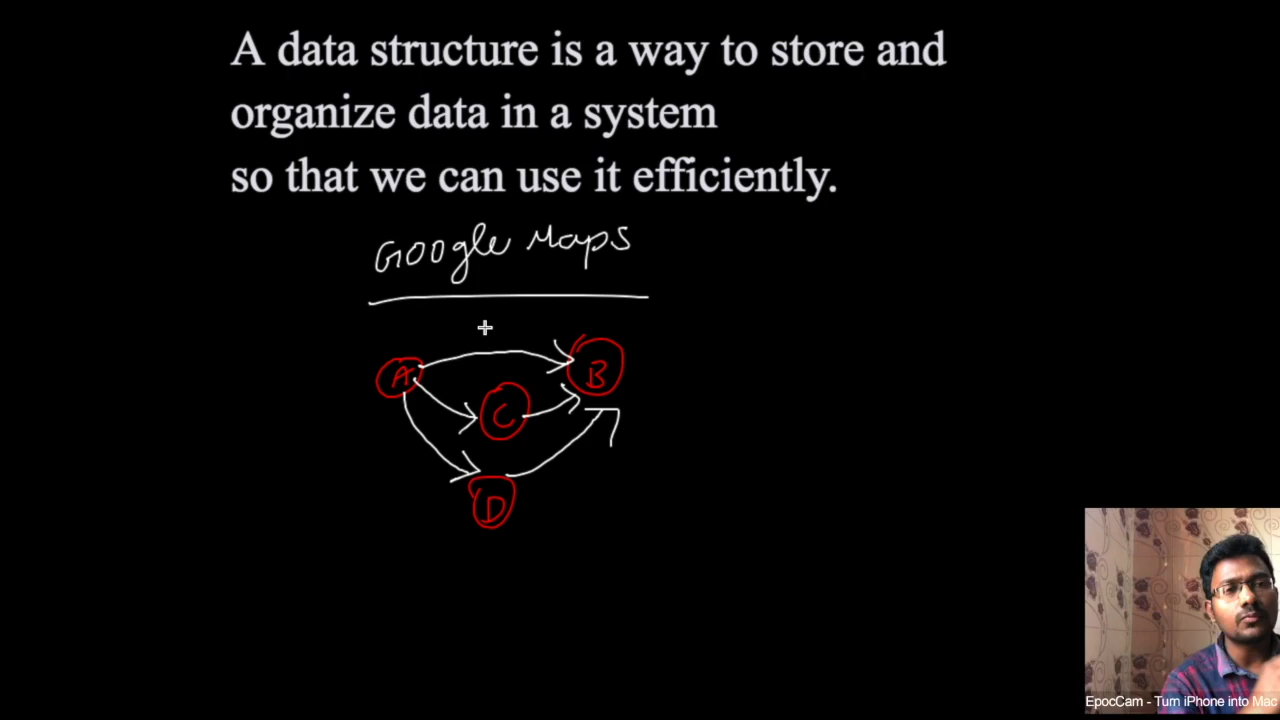 A data structure is a way to store and
organize data in a system
so that we can use it efficiently.
Google Maps
A
B
C
D
EpocCam - Turn iPhone into Mac